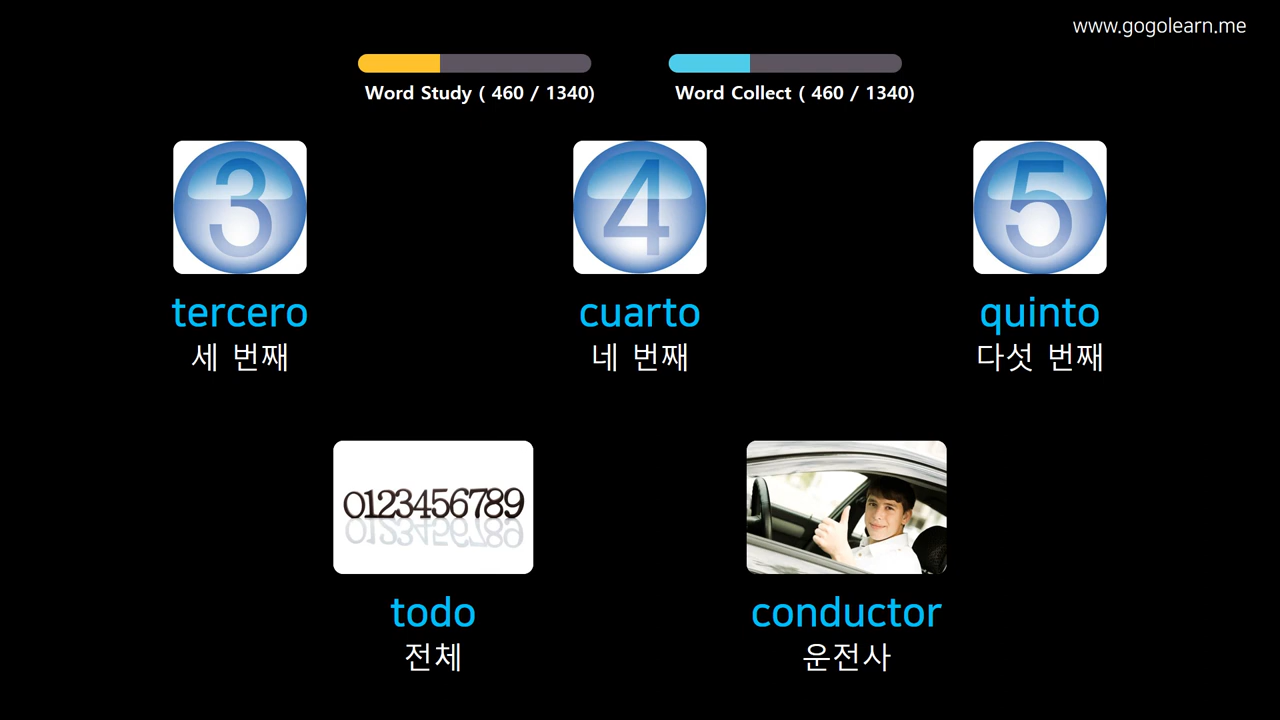 www.gogolearn.me
Word Study ( 460 / 1340)
Word Collect ( 460 / 1340)
3
4
5
tercero
cuarto
quinto
세 번째
네 번째
다섯 번째
0123456789
todo
conductor
전체
운전사